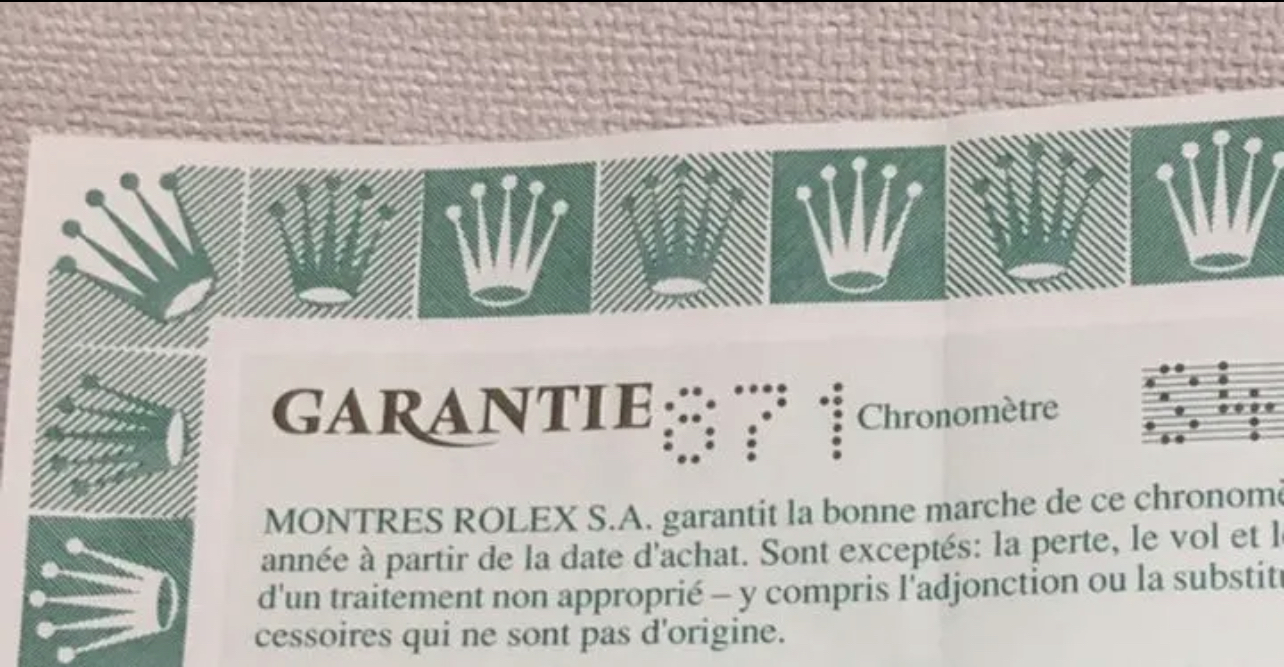 GARANTIE 871 Chronomètre
MONTRES ROLEX S.A. garantit la bonne marche de ce
année à partir de la date d'achat. Sont exceptés: la perte, le vol et
d'un traitement non approprié – y compris l'adjonction ou la
cessoires qui ne sont pas d'origine.